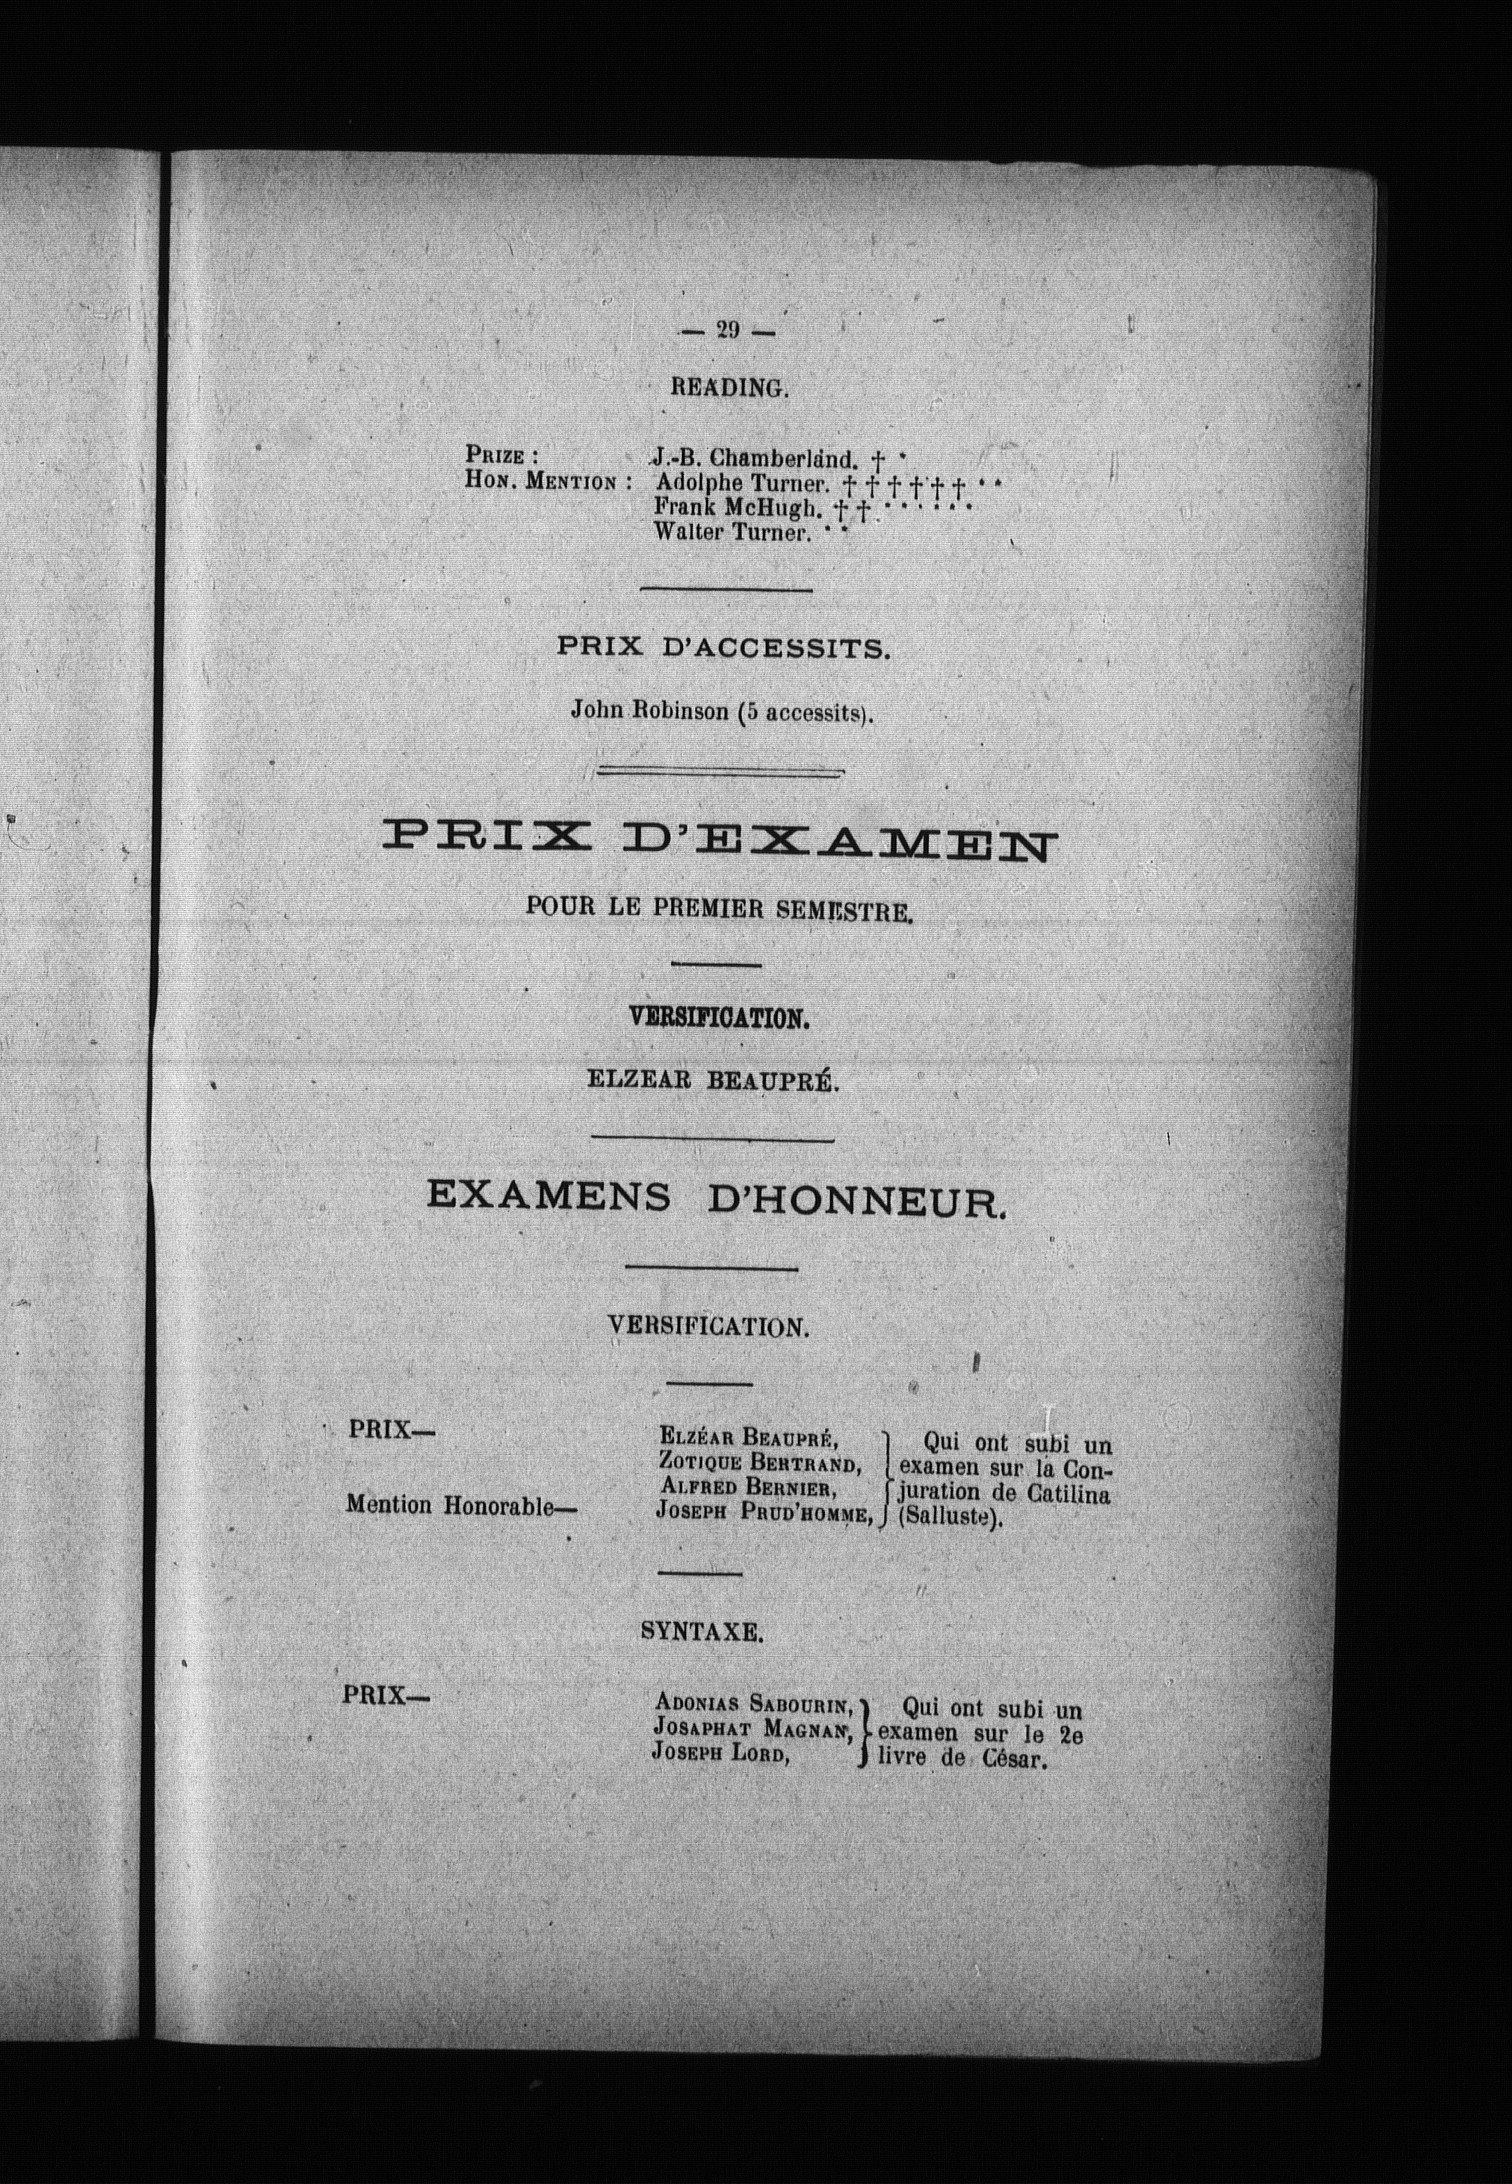 — 29 —
READING.
PRIZE : J.-B. Chamberland. † *
HON. MENTION : Adolphe Turner. † † † † † † * *
Frank McHugh. † † * * * * * *
Walter Turner. * *
PRIX D'ACCESSITS.
John Robinson (5 accessits).
PRIX D'EXAMEN
POUR LE PREMIER SEMESTRE.
VERSIFICATION.
ELZEAR BEAUPRÉ.
EXAMENS D'HONNEUR.
VERSIFICATION.
PRIX— ELZÉAR BEAUPRÉ, Qui ont subi un
ZOTIQUE BERTRAND, examen sur la Con-
ALFRED BERNIER, juration de Catilina
Mention Honorable— JOSEPH PRUD'HOMME, (Salluste).
SYNTAXE.
PRIX— ADONIAS SABOURIN, Qui ont subi un
JOSAPHAT MAGNAN, examen sur le 2e
JOSEPH LORD, livre de César.